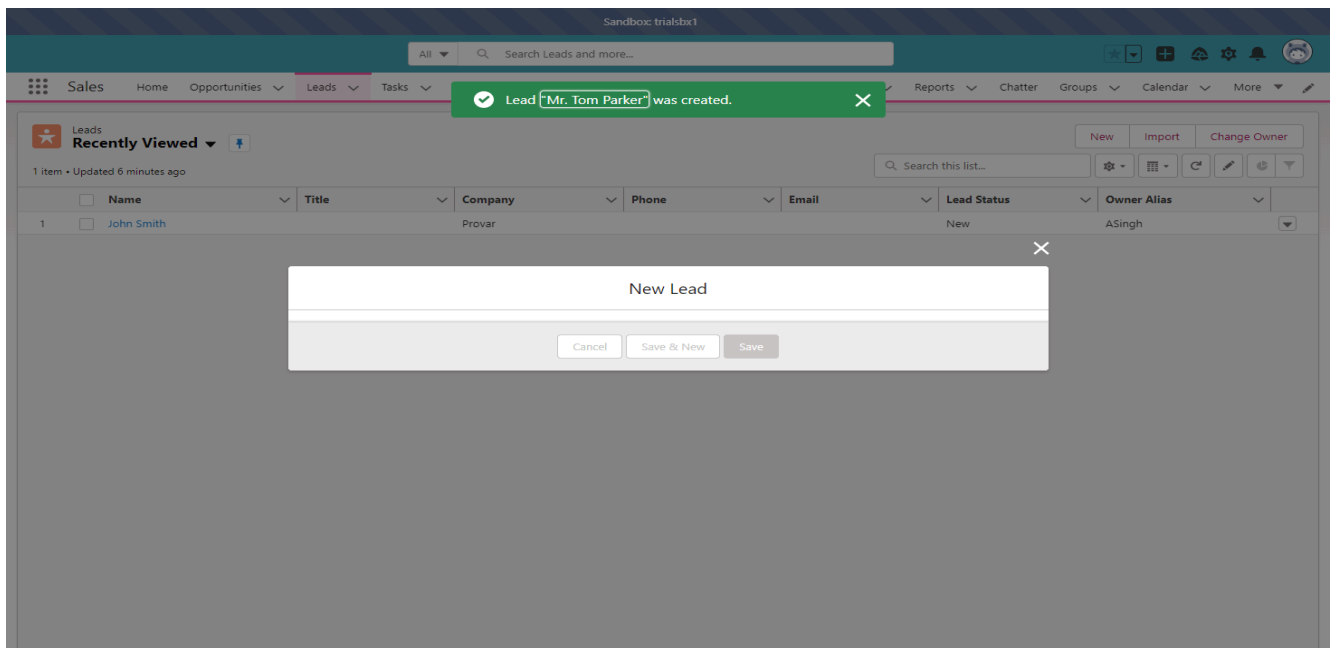 Sandbox: trialsbx1
All Search Leads and more...
Sales Home Opportunities Leads Tasks Reports Chatter Groups Calendar More
Lead "Mr. Tom Parker" was created.
Leads
Recently Viewed
New Import Change Owner
1 item • Updated 6 minutes ago
Search this list...
Name Title Company Phone Email Lead Status Owner Alias
1 John Smith Provar New ASingh
New Lead
Cancel Save & New Save